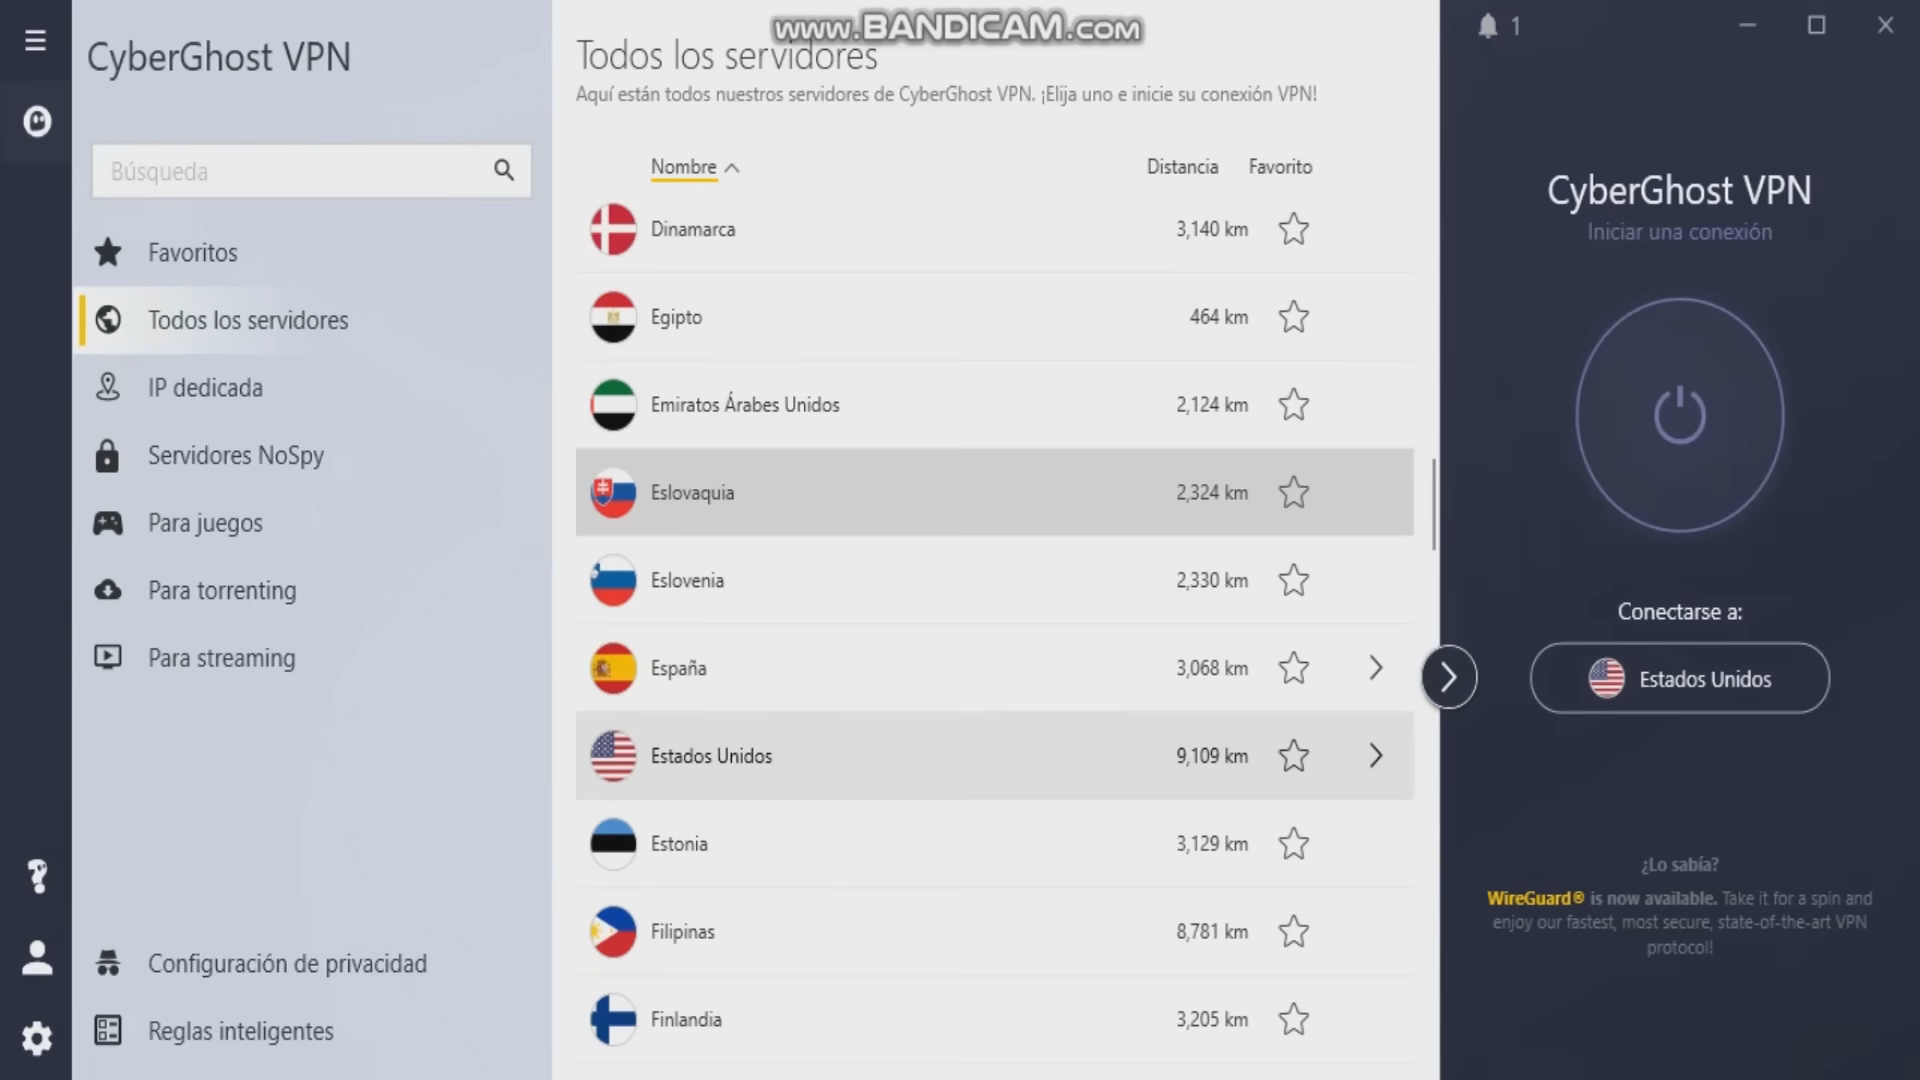 www.BANDICAM.com
1
CyberGhost VPN
Búsqueda
Favoritos
Todos los servidores
IP dedicada
Servidores NoSpy
Para juegos
Para torrenting
Para streaming
Configuración de privacidad
Reglas inteligentes
Todos los servidores
Aquí están todos nuestros servidores de CyberGhost VPN. ¡Elija uno e inicie su conexión VPN!
Nombre Distancia Favorito
Dinamarca 3,140 km
Egipto 464 km
Emiratos Árabes Unidos 2,124 km
Eslovaquia 2,324 km
Eslovenia 2,330 km
España 3,068 km
Estados Unidos 9,109 km
Estonia 3,129 km
Filipinas 8,781 km
Finlandia 3,205 km
CyberGhost VPN
Iniciar una conexión
Conectarse a:
Estados Unidos
¿Lo sabía?
WireGuard® is now available. Take it for a spin and
enjoy our fastest, most secure, state-of-the-art VPN
protocol!